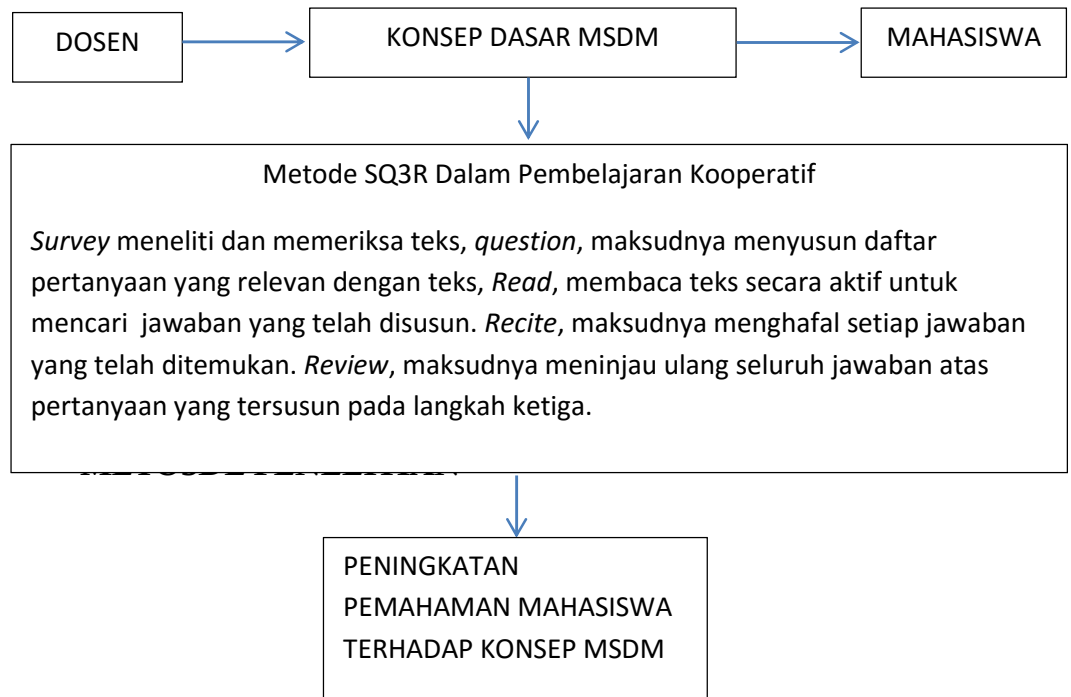 DOSEN
KONSEP DASAR MSDM
MAHASISWA
Metode SQ3R Dalam Pembelajaran Kooperatif
Survey meneliti dan memeriksa teks, question, maksudnya menyusun daftar
pertanyaan yang relevan dengan teks, Read, membaca teks secara aktif untuk
mencari jawaban yang telah disusun. Recite, maksudnya menghafal setiap jawaban
yang telah ditemukan. Review, maksudnya meninjau ulang seluruh jawaban atas
pertanyaan yang tersusun pada langkah ketiga.
PENINGKATAN
PEMAHAMAN MAHASISWA
TERHADAP KONSEP MSDM